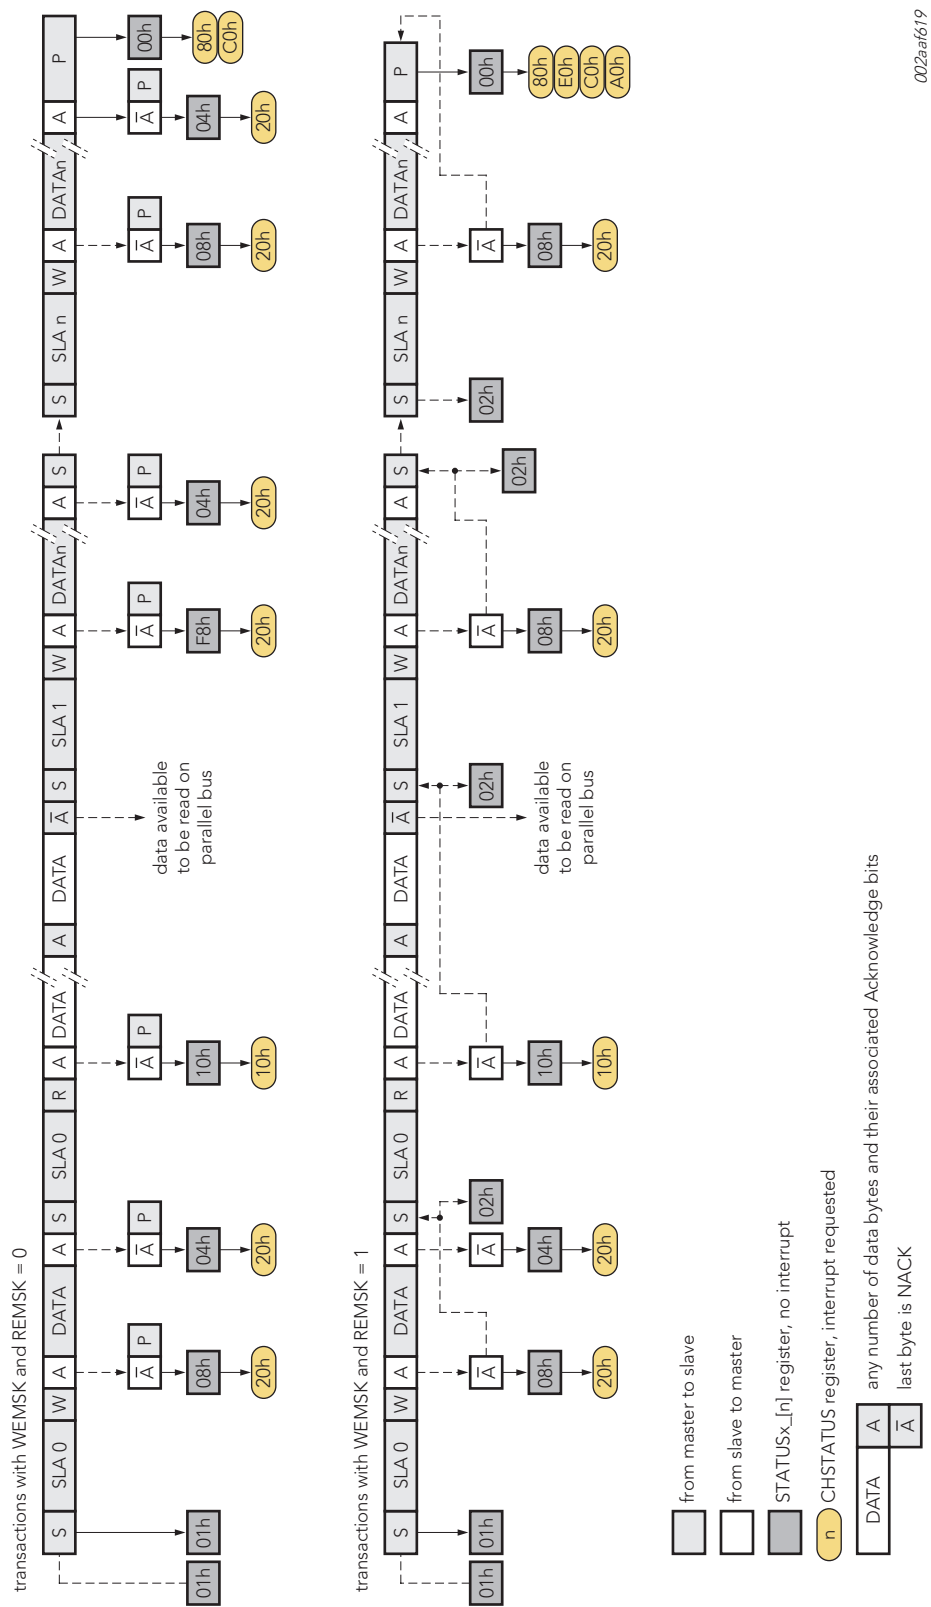 transactions with WEMSK and REMSK = 0
S SLA 0 W A DATA A S SLA 0 R A DATA A DATA A̅ S SLA 1 W A DATAn A S S SLA n W A DATAn A P
A̅ P A̅ P A̅ P A̅ P A̅ P A̅ P A̅ P 00h
01h 01h 08h 04h 10h F8h 04h 08h 04h 80h
C0h
20h 20h 10h 20h 20h 20h 20h
data available
to be read on
parallel bus
transactions with WEMSK and REMSK = 1
S SLA 0 W A DATA A S SLA 0 R A DATA A DATA A̅ S SLA 1 W A DATAn A S S SLA n W A DATAn A P
01h 01h A̅ A̅ 02h A̅ 02h A̅ 02h A̅ 00h
02h
08h 04h 10h 08h 08h 80h
E0h
C0h
A0h
20h 20h 10h 20h 20h
data available
to be read on
parallel bus
from master to slave
from slave to master
STATUSx_[n] register, no interrupt
n CHSTATUS register, interrupt requested
DATA A any number of data bytes and their associated Acknowledge bits
A̅ last byte is NACK
002aaf619